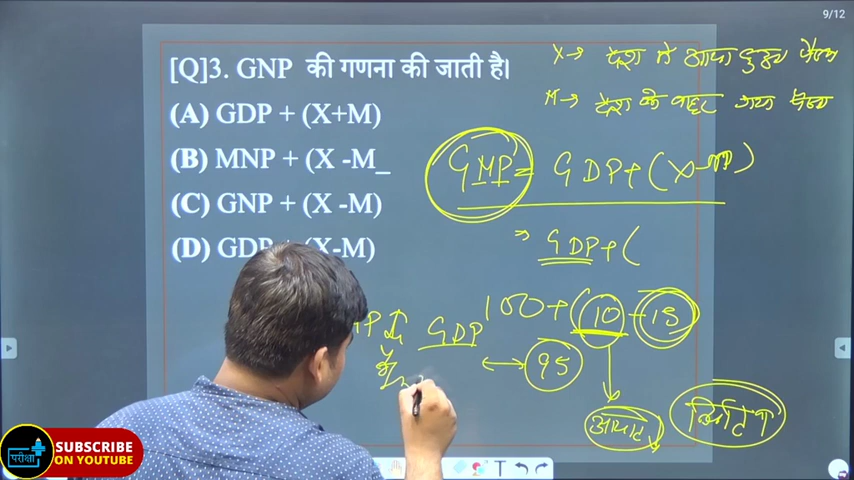 9/12
[Q]3. GNP की गणना की जाती है।
(A) GDP + (X+M)
(B) MNP + (X -M_
(C) GNP + (X -M)
(D) GDP + (X-M)
X → देश में आया हुआ पैसा
M → देश के बाहर गया पैसा
GNP = GDP + (X-M)
⇒ GDP + (
100 + (10 - 15
GDP
↔ 95
आयात
निर्यात ↑
परीक्षा
SUBSCRIBE
ON YOUTUBE
T